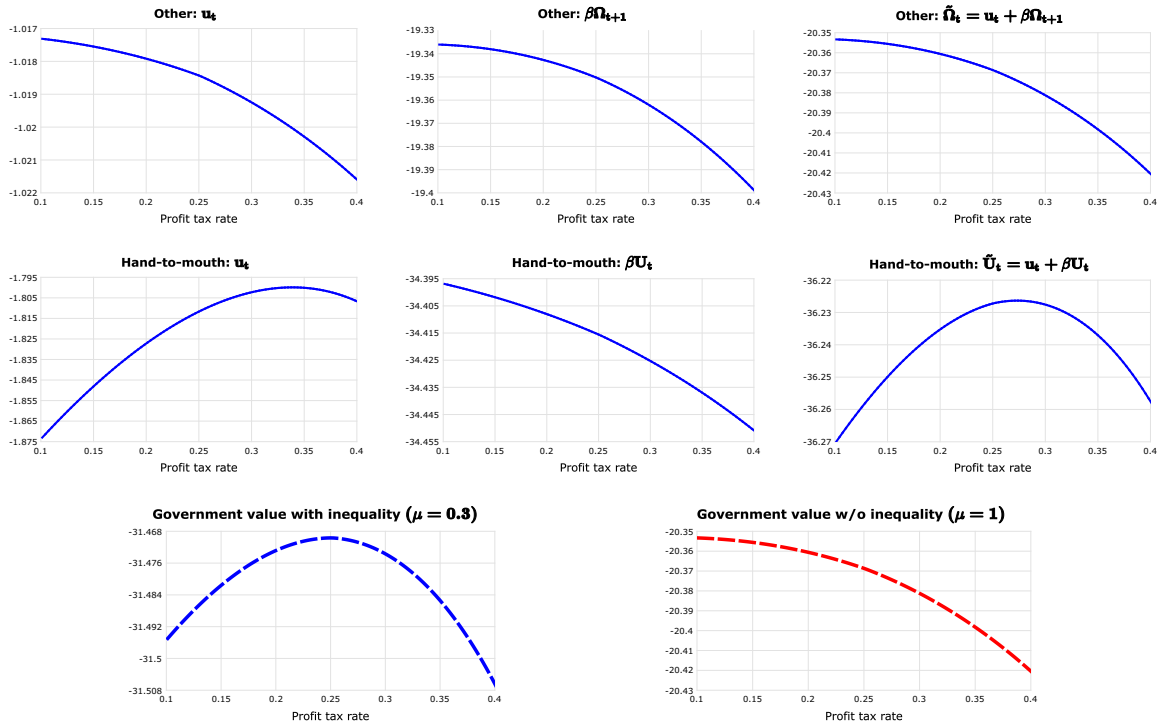 Other: uₜ
-1.017
-1.018
-1.019
-1.02
-1.021
-1.022
0.1 0.15 0.2 0.25 0.3 0.35 0.4
Profit tax rate
Other: βΩₜ₊₁
-19.33
-19.34
-19.35
-19.36
-19.37
-19.38
-19.39
-19.4
0.1 0.15 0.2 0.25 0.3 0.35 0.4
Profit tax rate
Other: Ω̃ₜ = uₜ + βΩₜ₊₁
-20.35
-20.36
-20.37
-20.38
-20.39
-20.4
-20.41
-20.42
-20.43
0.1 0.15 0.2 0.25 0.3 0.35 0.4
Profit tax rate
Hand-to-mouth: uₜ
-1.795
-1.805
-1.815
-1.825
-1.835
-1.845
-1.855
-1.865
-1.875
0.1 0.15 0.2 0.25 0.3 0.35 0.4
Profit tax rate
Hand-to-mouth: βUₜ
-34.395
-34.405
-34.415
-34.425
-34.435
-34.445
-34.455
0.1 0.15 0.2 0.25 0.3 0.35 0.4
Profit tax rate
Hand-to-mouth: Ũₜ = uₜ + βUₜ
-36.22
-36.23
-36.24
-36.25
-36.26
-36.27
0.1 0.15 0.2 0.25 0.3 0.35 0.4
Profit tax rate
Government value with inequality (μ = 0.3)
-31.468
-31.476
-31.484
-31.492
-31.5
-31.508
0.1 0.15 0.2 0.25 0.3 0.35 0.4
Profit tax rate
Government value w/o inequality (μ = 1)
-20.35
-20.36
-20.37
-20.38
-20.39
-20.4
-20.41
-20.42
-20.43
0.1 0.15 0.2 0.25 0.3 0.35 0.4
Profit tax rate